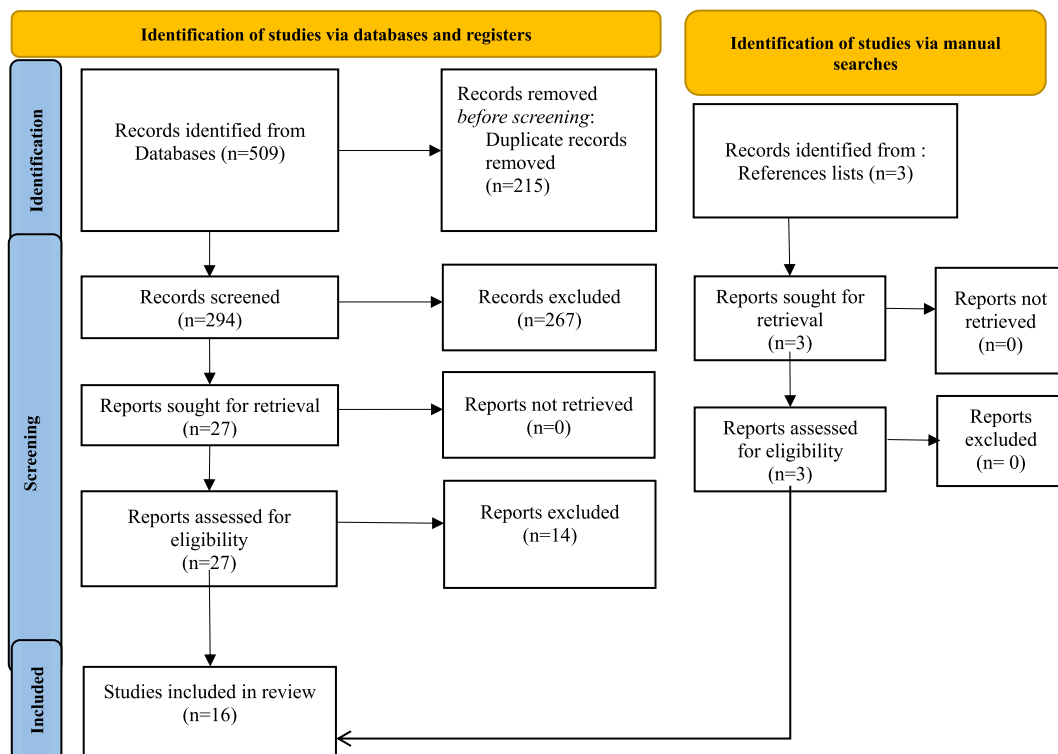 Identification of studies via databases and registers
Identification of studies via manual
searches
Identification
Records identified from
Databases (n=509)
Records removed
before screening:
Duplicate records
removed
(n=215)
Records identified from :
References lists (n=3)
Screening
Records screened
(n=294)
Records excluded
(n=267)
Reports sought for
retrieval
(n=3)
Reports not
retrieved
(n=0)
Reports sought for retrieval
(n=27)
Reports not retrieved
(n=0)
Reports assessed
for eligibility
(n=3)
Reports
excluded
(n= 0)
Reports assessed for
eligibility
(n=27)
Reports excluded
(n=14)
Included
Studies included in review
(n=16)